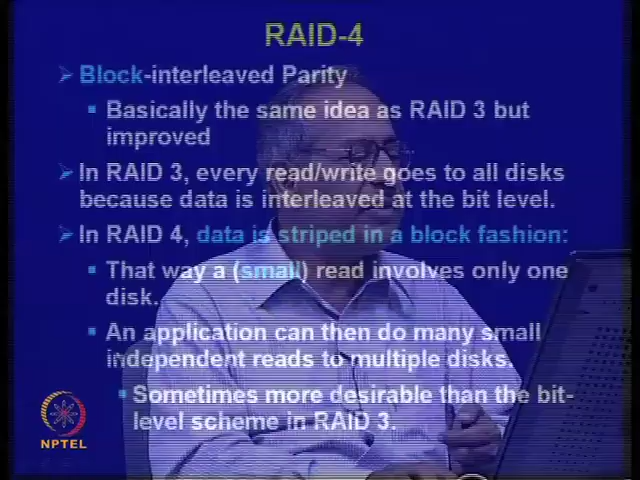 RAID-4
Block-interleaved Parity
Basically the same idea as RAID 3 but
improved
In RAID 3, every read/write goes to all disks
because data is interleaved at the bit level.
In RAID 4, data is striped in a block fashion:
That way a (small) read involves only one
disk.
An application can then do many small
independent reads to multiple disks.
Sometimes more desirable than the bit-
level scheme in RAID 3.
NPTEL